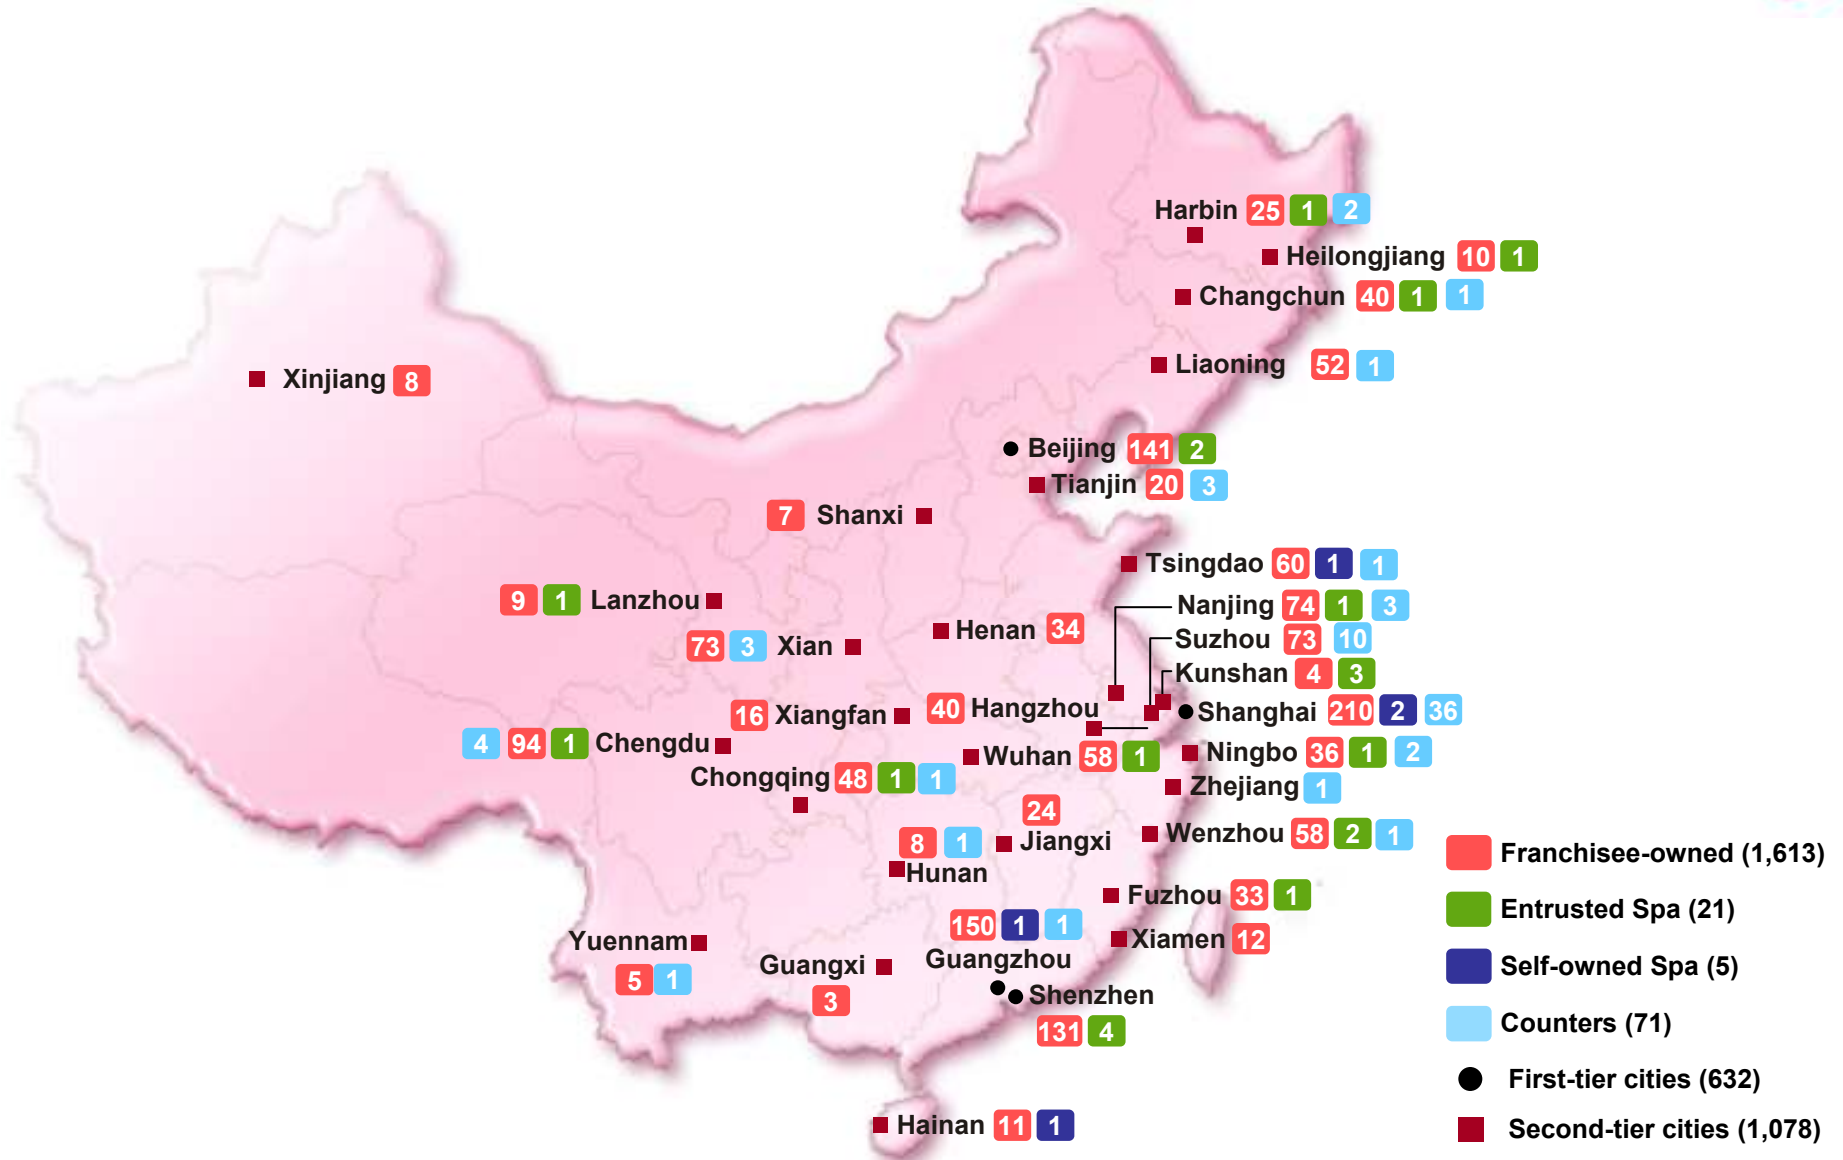 Harbin 25 1 2
Heilongjiang 10 1
Changchun 40 1 1
Liaoning 52 1
Xinjiang 8
Beijing 141 2
Tianjin 20 3
7 Shanxi
Tsingdao 60 1 1
9 1 Lanzhou
Nanjing 74 1 3
Henan 34
Suzhou 73 10
73 3 Xian
Kunshan 4 3
40 Hangzhou
Shanghai 210 2 36
16 Xiangfan
4 94 1 Chengdu
Wuhan 58 1
Ningbo 36 1 2
Chongqing 48 1 1
Zhejiang 1
24
Jiangxi
Wenzhou 58 2 1
8 1
Hunan
Fuzhou 33 1
150 1 1
Guangzhou
Xiamen 12
Yuennam
5 1
Guangxi
3
Shenzhen
131 4
Hainan 11 1
Franchisee-owned (1,613)
Entrusted Spa (21)
Self-owned Spa (5)
Counters (71)
First-tier cities (632)
Second-tier cities (1,078)